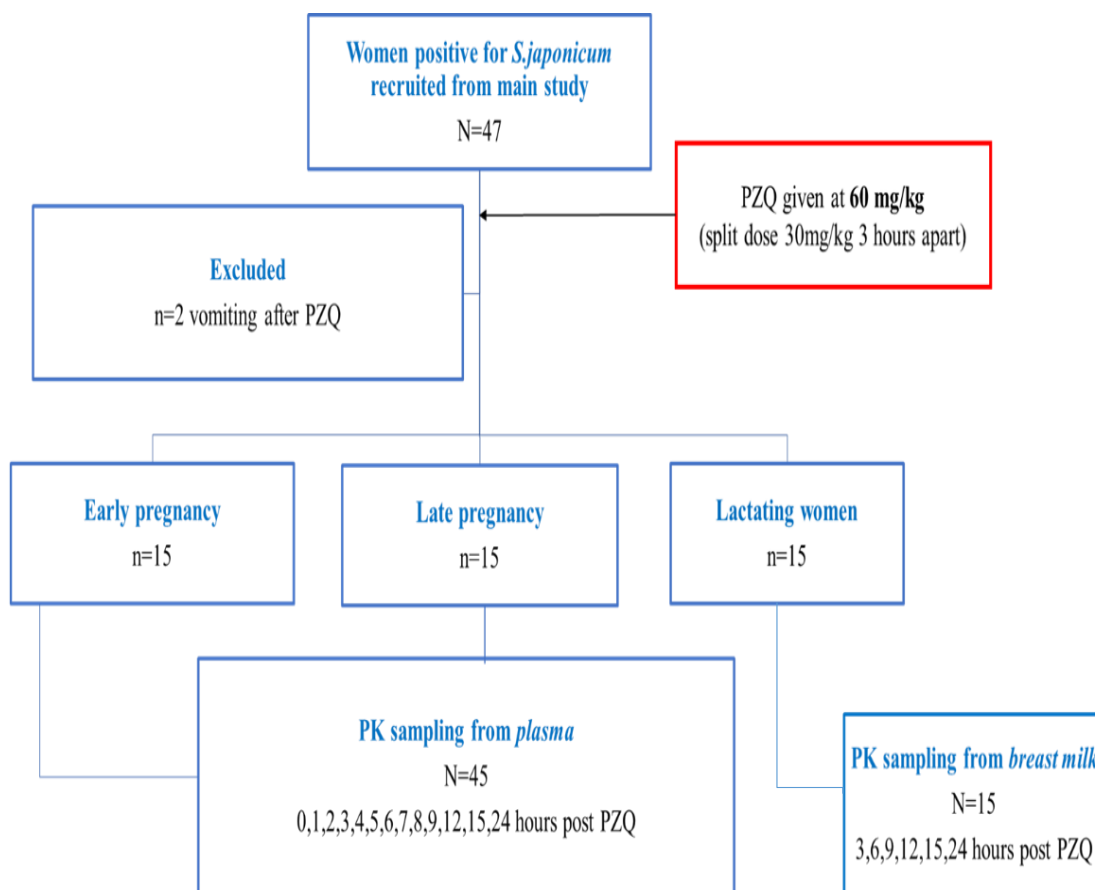 Women positive for S.japonicum
recruited from main study
N=47
PZQ given at 60 mg/kg
(split dose 30mg/kg 3 hours apart)
Excluded
n=2 vomiting after PZQ
Early pregnancy
n=15
Late pregnancy
n=15
Lactating women
n=15
PK sampling from plasma
N=45
0,1,2,3,4,5,6,7,8,9,12,15,24 hours post PZQ
PK sampling from breast milk
N=15
3,6,9,12,15,24 hours post PZQ